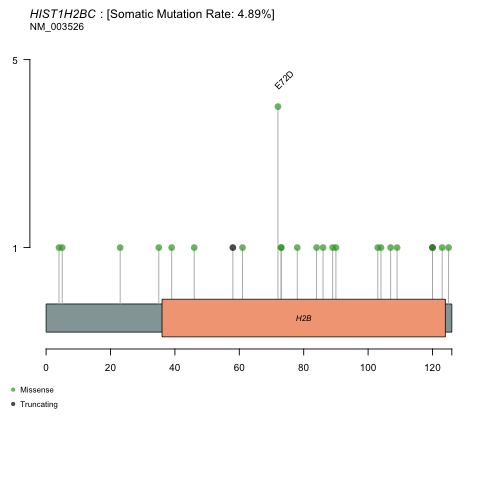 HIST1H2BC : [Somatic Mutation Rate: 4.89%]
NM_003526
5
E72D
1
H2B
0 20 40 60 80 100 120
Missense
Truncating